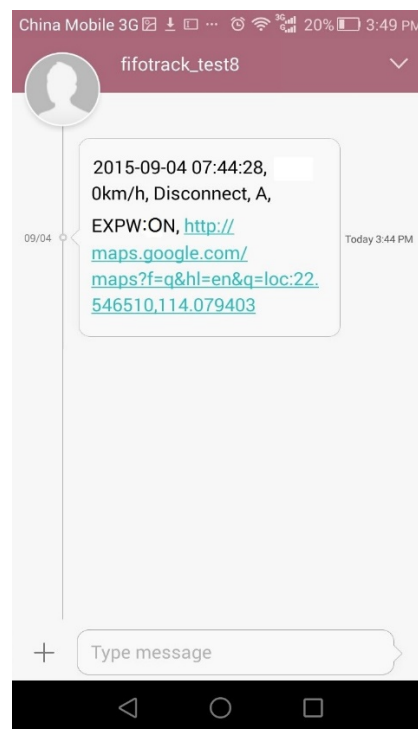 China Mobile 3G ... 3G G 20% 3:49 PM
fifotrack_test8
2015-09-04 07:44:28,
0km/h, Disconnect, A,
EXPW:ON, http://
maps.google.com/
maps?f=q&hl=en&q=loc:22.
546510,114.079403
09/04
Today 3:44 PM
Type message